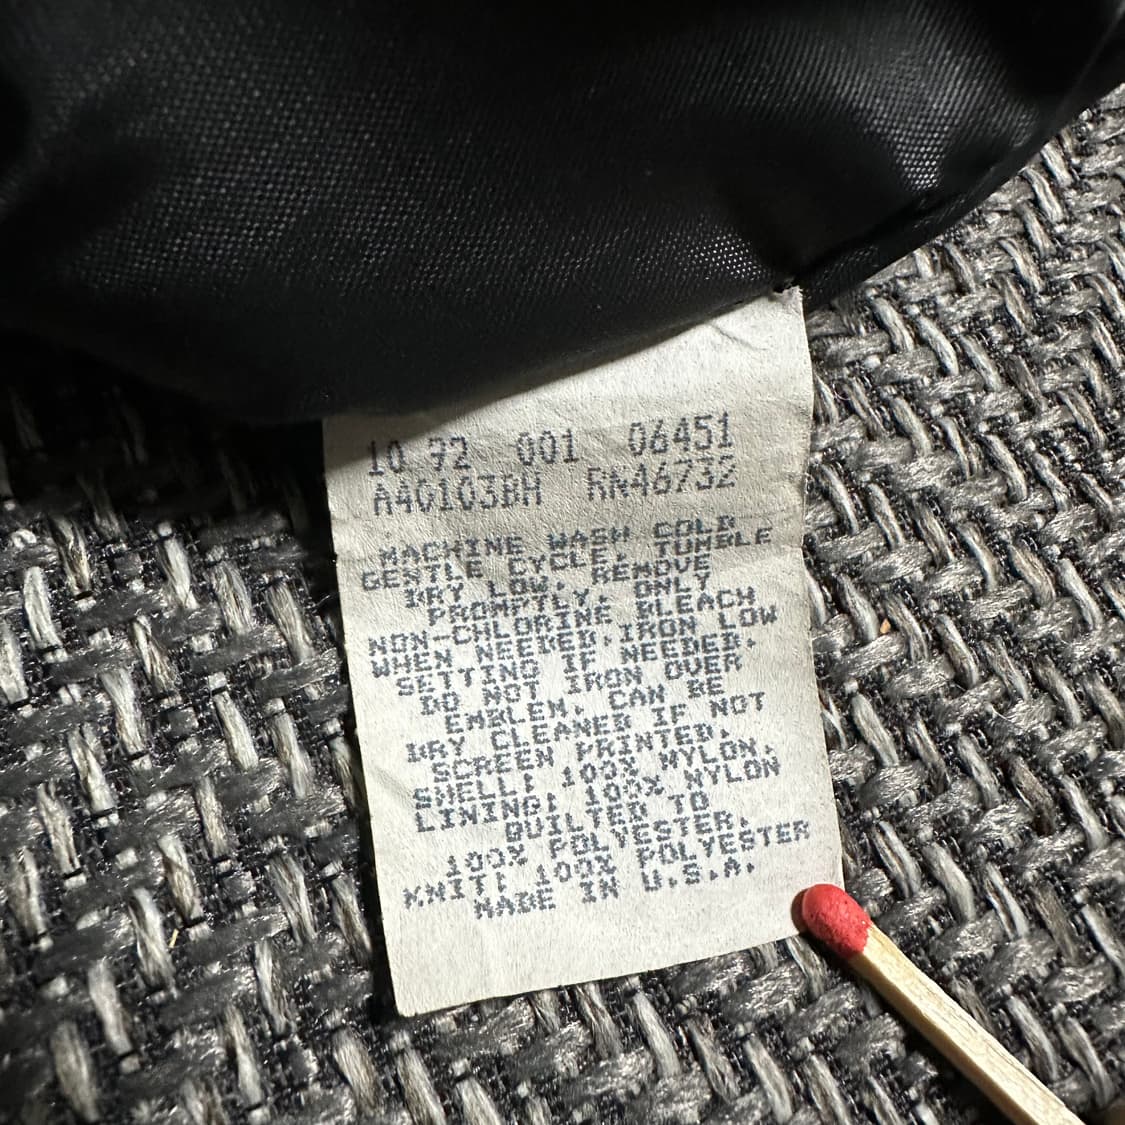 10 72 001 06451
A40103BH RN46732
MACHINE WASH COLD
GENTLE CYCLE, TUMBLE
DRY LOW, REMOVE
PROMPTLY, ONLY
NON-CHLORINE BLEACH
WHEN NEEDED.IRON LOW
SETTING IF NEEDED.
DO NOT IRON OVER
EMBLEM, CAN BE
DRY CLEANED IF NOT
SCREEN PRINTED.
SHELL: 100% NYLON.
LINING: 100% NYLON
QUILTED TO
100% POLYESTER.
KNIT: 100% POLYESTER
MADE IN U.S.A.